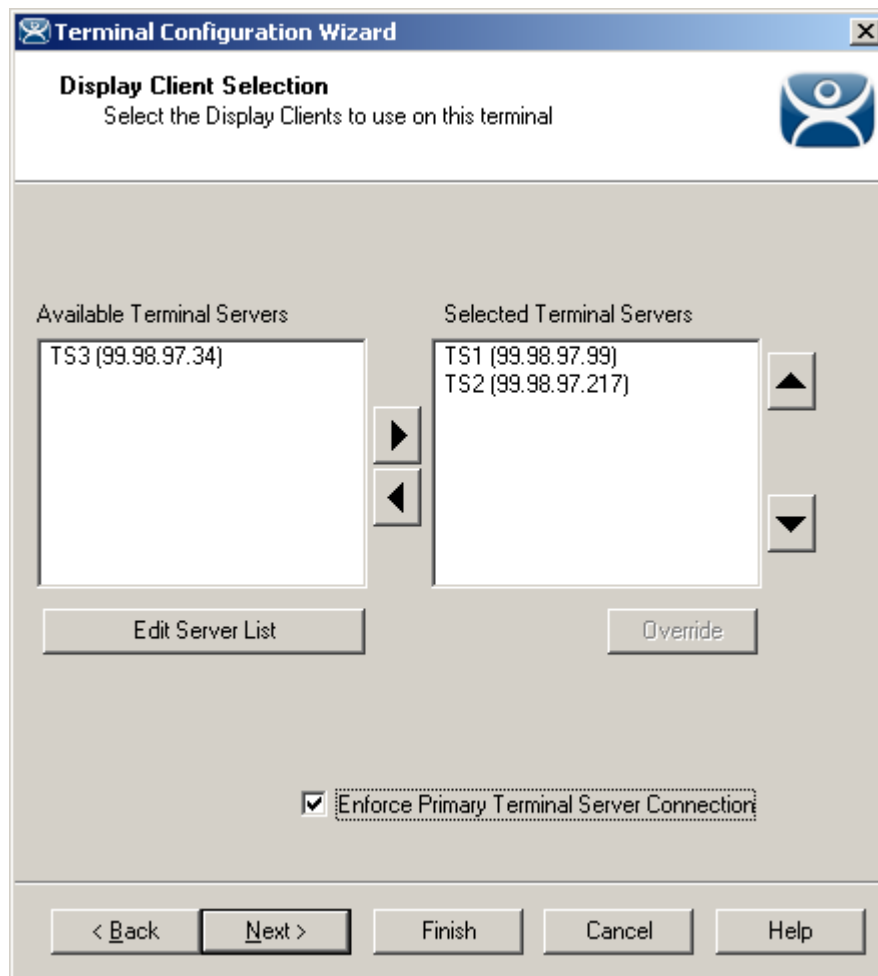 Terminal Configuration Wizard
Display Client Selection
Select the Display Clients to use on this terminal
Available Terminal Servers
TS3 (99.98.97.34)
Selected Terminal Servers
TS1 (99.98.97.99)
TS2 (99.98.97.217)
Edit Server List
Override
Enforce Primary Terminal Server Connection
< Back
Next >
Finish
Cancel
Help